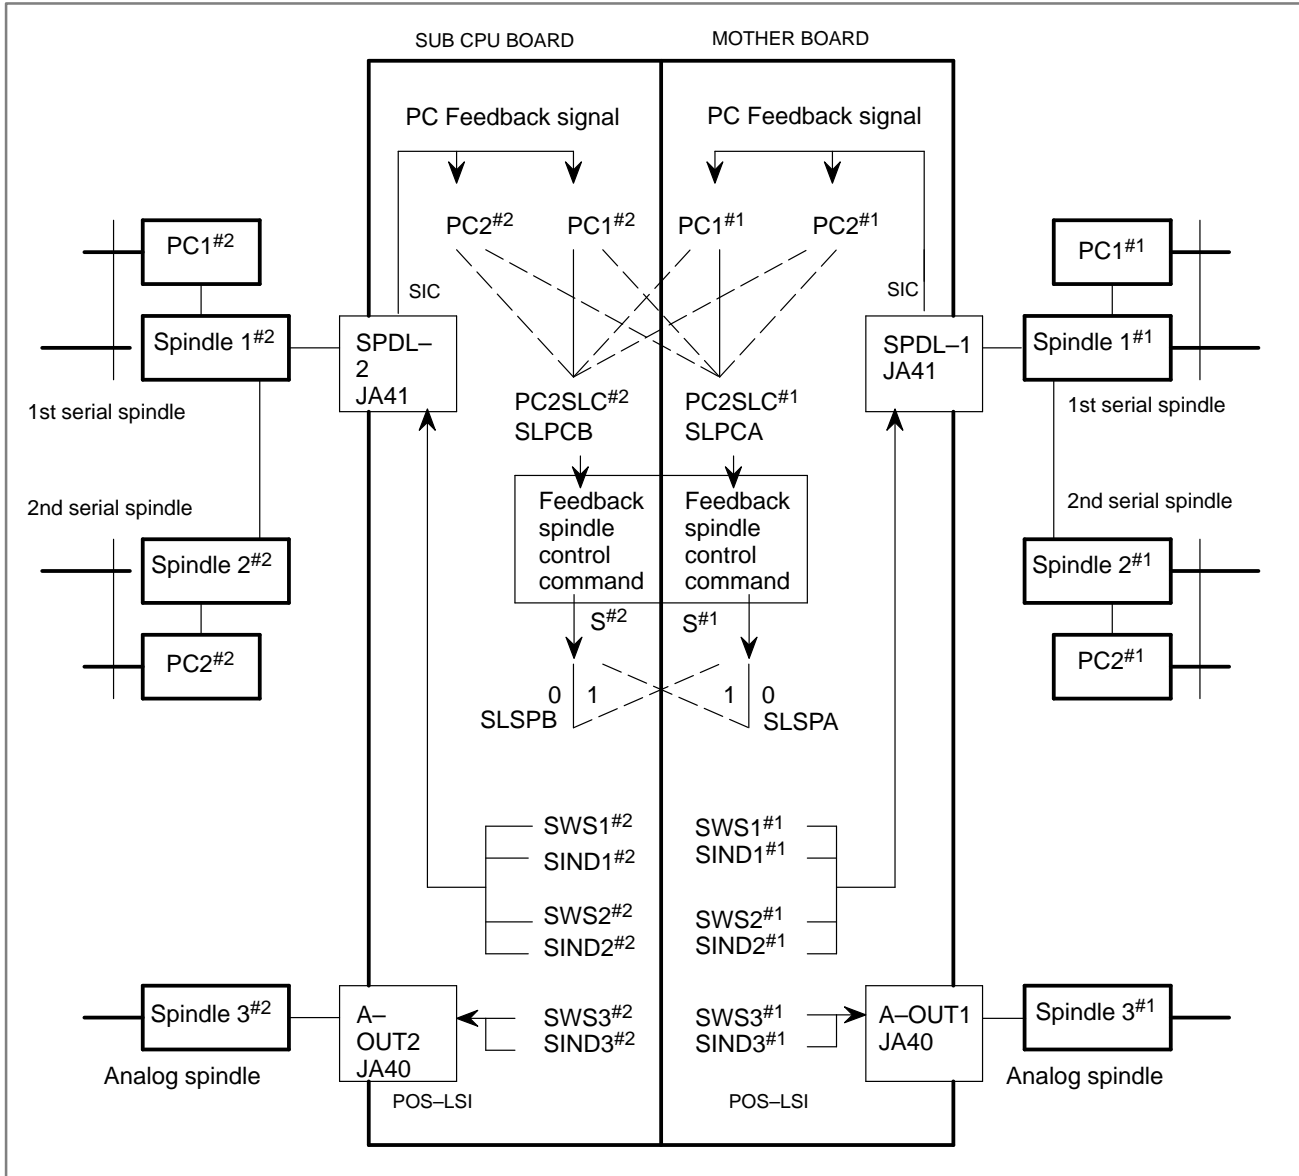 SUB CPU BOARD
MOTHER BOARD
PC Feedback signal
PC Feedback signal
PC2#2
PC1#2
PC1#1
PC2#1
PC1#2
PC1#1
SIC
SIC
Spindle 1#2
SPDL–
2
JA41
SPDL–1
JA41
Spindle 1#1
1st serial spindle
1st serial spindle
PC2SLC#2
SLPCB
PC2SLC#1
SLPCA
2nd serial spindle
2nd serial spindle
Feedback
spindle
control
command
Feedback
spindle
control
command
Spindle 2#2
Spindle 2#1
S#2
S#1
PC2#2
PC2#1
0
1
1
0
SLSPB
SLSPA
SWS1#2
SIND1#2
SWS2#2
SIND2#2
SWS1#1
SIND1#1
SWS2#1
SIND2#1
Spindle 3#2
A–
OUT2
JA40
SWS3#2
SIND3#2
SWS3#1
SIND3#1
A–OUT1
JA40
Spindle 3#1
Analog spindle
Analog spindle
POS–LSI
POS–LSI